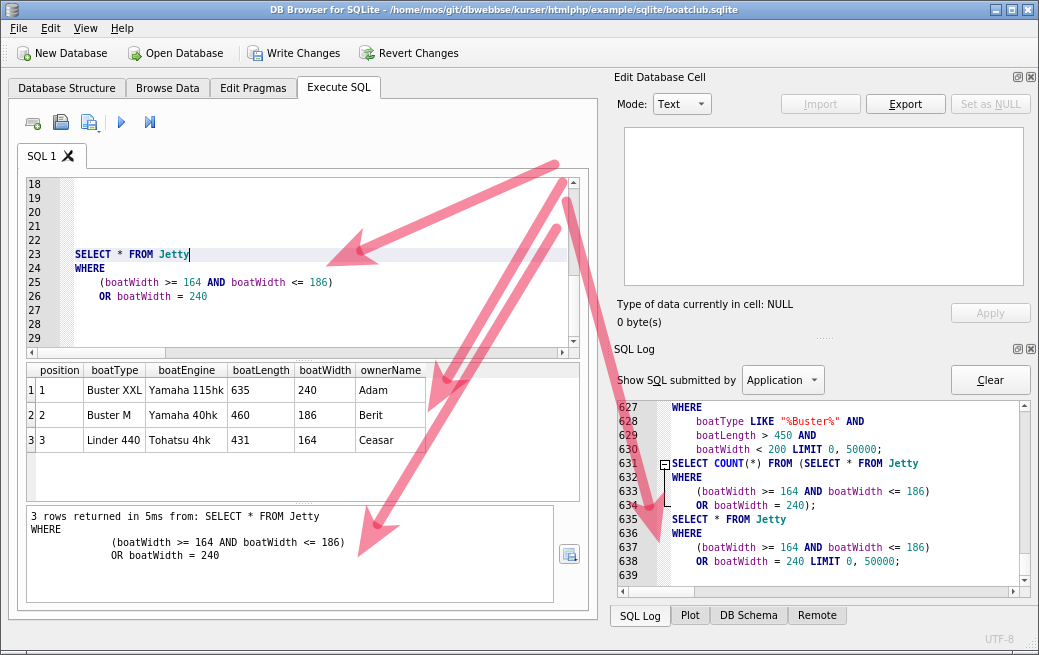 DB Browser for SQLite - /home/mos/git/dbwebbse/kurser/htmlphp/example/sqlite/boatclub.sqlite
File Edit View Help
New Database Open Database Write Changes Revert Changes
Database Structure Browse Data Edit Pragmas Execute SQL
SQL 1
18
19
20
21
22
23 SELECT * FROM Jetty
24 WHERE
25 (boatWidth >= 164 AND boatWidth <= 186)
26 OR boatWidth = 240
27
28
29
position boatType boatEngine boatLength boatWidth ownerName
1 1 Buster XXL Yamaha 115hk 635 240 Adam
2 2 Buster M Yamaha 40hk 460 186 Berit
3 3 Linder 440 Tohatsu 4hk 431 164 Ceasar
3 rows returned in 5ms from: SELECT * FROM Jetty
WHERE
(boatWidth >= 164 AND boatWidth <= 186)
OR boatWidth = 240
Edit Database Cell
Mode: Text Import Export Set as NULL
Type of data currently in cell: NULL
0 byte(s)
Apply
SQL Log
Show SQL submitted by Application Clear
627 WHERE
628 boatType LIKE "%Buster%" AND
629 boatLength > 450 AND
630 boatWidth < 200 LIMIT 0, 50000;
631 SELECT COUNT(*) FROM (SELECT * FROM Jetty
632 WHERE
633 (boatWidth >= 164 AND boatWidth <= 186)
634 OR boatWidth = 240);
635 SELECT * FROM Jetty
636 WHERE
637 (boatWidth >= 164 AND boatWidth <= 186)
638 OR boatWidth = 240 LIMIT 0, 50000;
639
SQL Log Plot DB Schema Remote
UTF-8